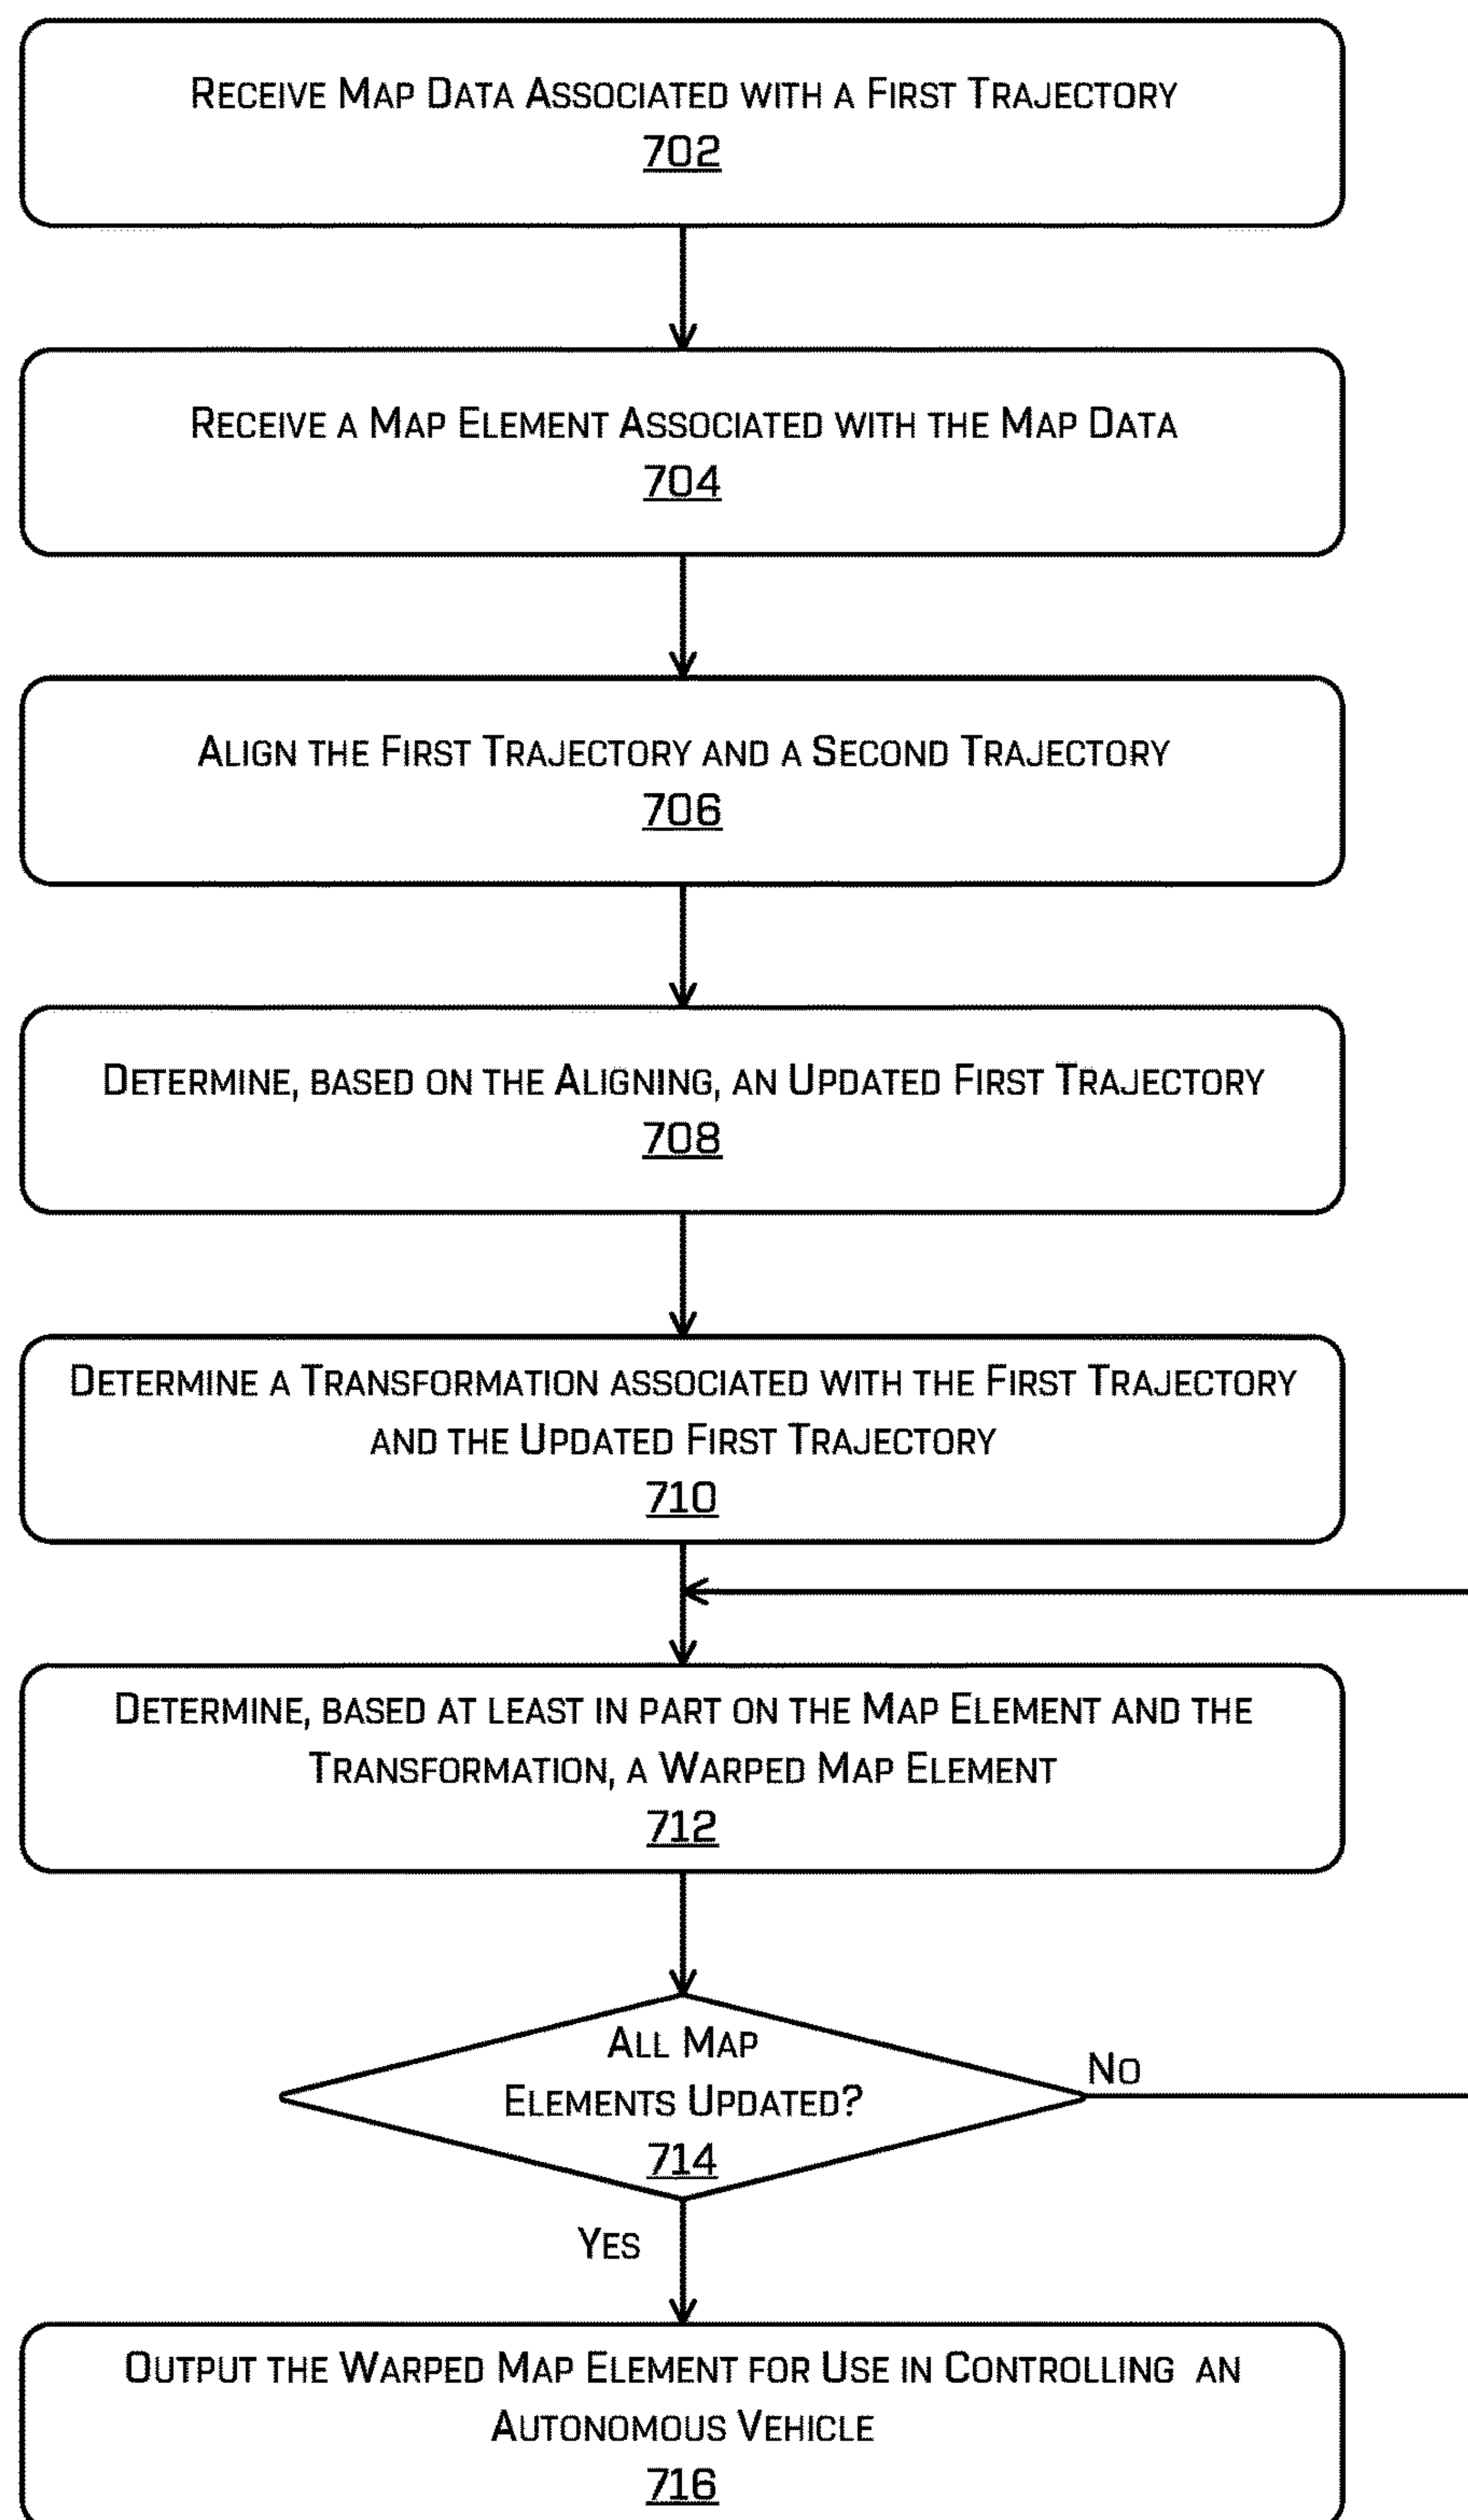 Receive Map Data Associated with a First Trajectory
702
Receive a Map Element Associated with the Map Data
704
Align the First Trajectory and a Second Trajectory
706
Determine, based on the Aligning, an Updated First Trajectory
708
Determine a Transformation associated with the First Trajectory
and the Updated First Trajectory
710
Determine, based at least in part on the Map Element and the
Transformation, a Warped Map Element
712
All Map
Elements Updated?
714
No
Yes
Output the Warped Map Element for Use in Controlling an
Autonomous Vehicle
716